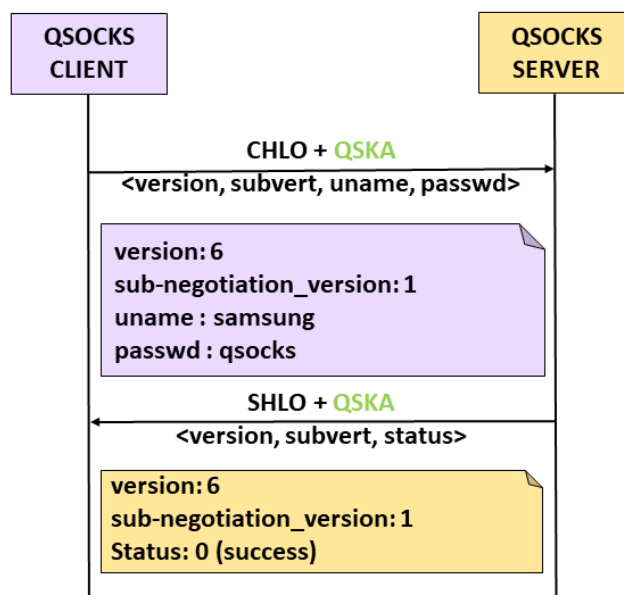 QSOCKS
CLIENT
QSOCKS
SERVER
CHLO + QSKA
<version, subvert, uname, passwd>
version: 6
sub-negotiation_version: 1
uname : samsung
passwd : qsocks
SHLO + QSKA
<version, subvert, status>
version: 6
sub-negotiation_version: 1
Status: 0 (success)